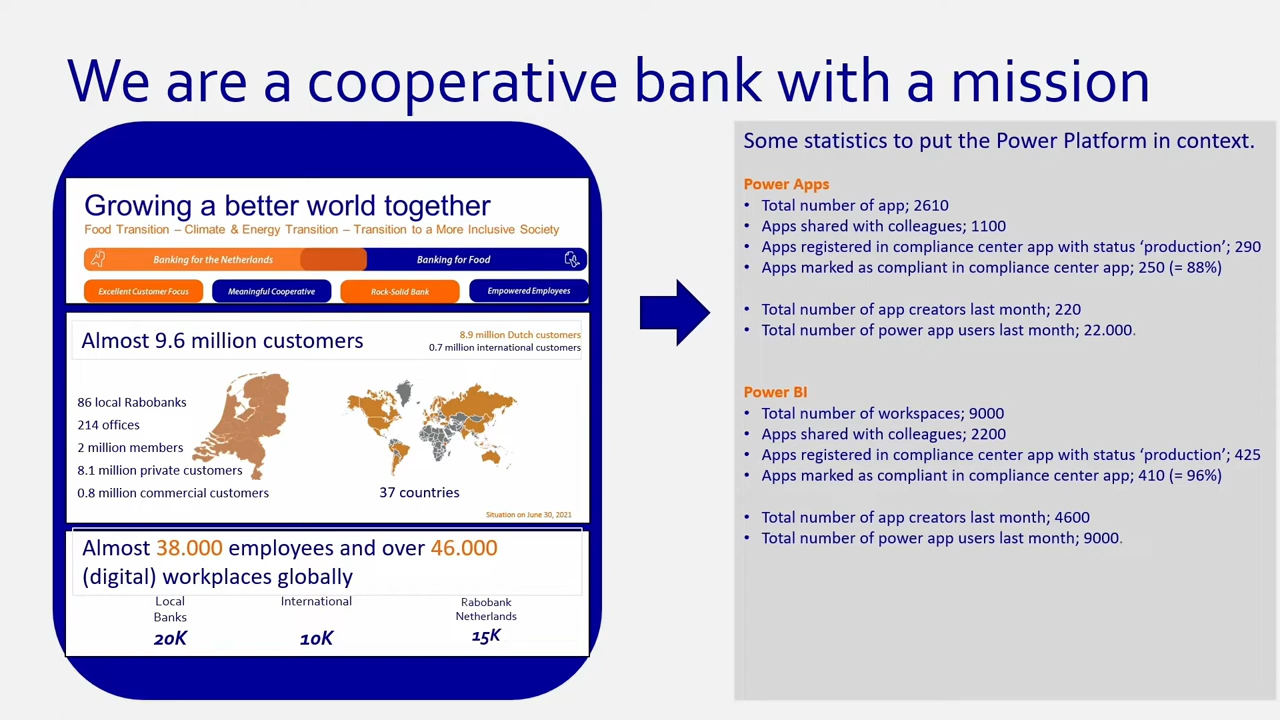 We are a cooperative bank with a mission
Growing a better world together
Food Transition – Climate & Energy Transition – Transition to a More Inclusive Society
Banking for the Netherlands
Banking for Food
Excellent Customer Focus
Meaningful Cooperative
Rock-Solid Bank
Empowered Employees
Almost 9.6 million customers
8.9 million Dutch customers
0.7 million international customers
86 local Rabobanks
214 offices
2 million members
8.1 million private customers
0.8 million commercial customers
37 countries
Situation on June 30, 2021
Almost 38.000 employees and over 46.000
(digital) workplaces globally
Local
Banks
20K
International
10K
Rabobank
Netherlands
15K
Some statistics to put the Power Platform in context.
Power Apps
• Total number of app; 2610
• Apps shared with colleagues; 1100
• Apps registered in compliance center app with status ‘production’; 290
• Apps marked as compliant in compliance center app; 250 (= 88%)
• Total number of app creators last month; 220
• Total number of power app users last month; 22.000.
Power BI
• Total number of workspaces; 9000
• Apps shared with colleagues; 2200
• Apps registered in compliance center app with status ‘production’; 425
• Apps marked as compliant in compliance center app; 410 (= 96%)
• Total number of app creators last month; 4600
• Total number of power app users last month; 9000.